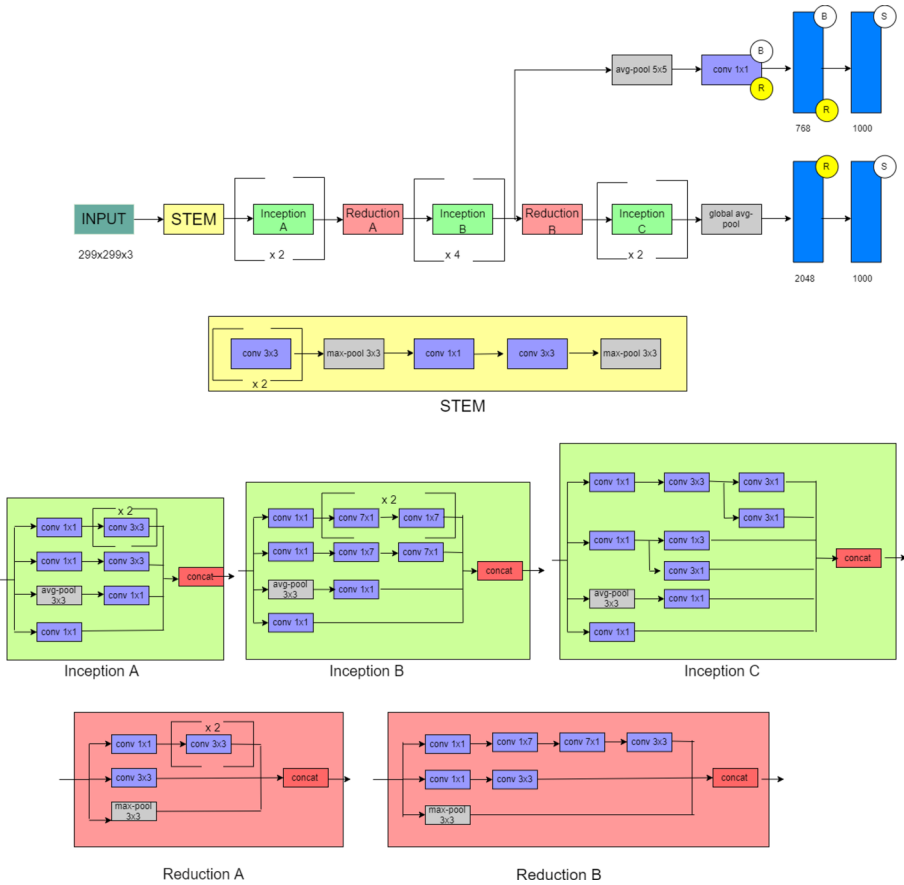 B
S
avg-pool 5x5
conv 1x1
R
R
768
1000
R
S
INPUT
STEM
Inception
A
Reduction
A
Inception
B
Reduction
B
Inception
C
global avg-
pool
299x299x3
x 2
x 4
x 2
2048
1000
B
conv 3x3
max-pool 3x3
conv 1x1
conv 3x3
max-pool 3x3
x 2
STEM
x 2
conv 1x1
conv 3x3
conv 1x1
conv 3x3
avg-pool
3x3
conv 1x1
conv 1x1
concat
Inception A
x 2
conv 1x1
conv 7x1
conv 1x7
conv 1x1
conv 1x7
conv 7x1
avg-pool
3x3
conv 1x1
conv 1x1
concat
Inception B
conv 1x1
conv 3x3
conv 3x1
conv 3x1
conv 1x1
conv 1x3
conv 3x1
avg-pool
3x3
conv 1x1
conv 1x1
concat
Inception C
x 2
conv 1x1
conv 3x3
conv 3x3
max-pool
3x3
concat
Reduction A
conv 1x1
conv 1x7
conv 7x1
conv 3x3
conv 1x1
conv 3x3
max-pool
3x3
concat
Reduction B